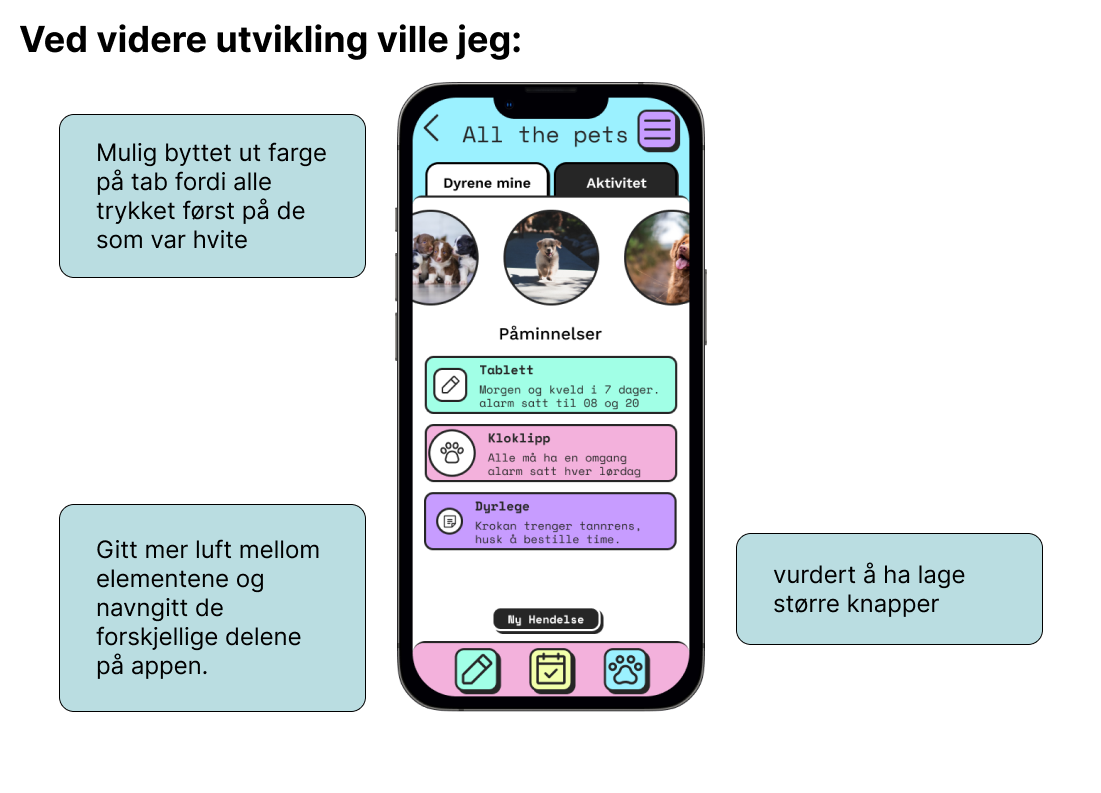 Ved videre utvikling ville jeg:
Mulig byttet ut farge
på tab fordi alle
trykket først på de
som var hvite
All the pets
Dyrene mine
Aktivitet
Påminnelser
Tablett
Morgen og kveld i 7 dager.
alarm satt til 08 og 20
Kloklipp
Alle må ha en omgang
alarm satt hver lørdag
Dyrlege
Krokan trenger tannrens,
husk å bestille time.
Ny Hendelse
Gitt mer luft mellom
elementene og
navngitt de
forskjellige delene
på appen.
vurdert å ha lage
større knapper